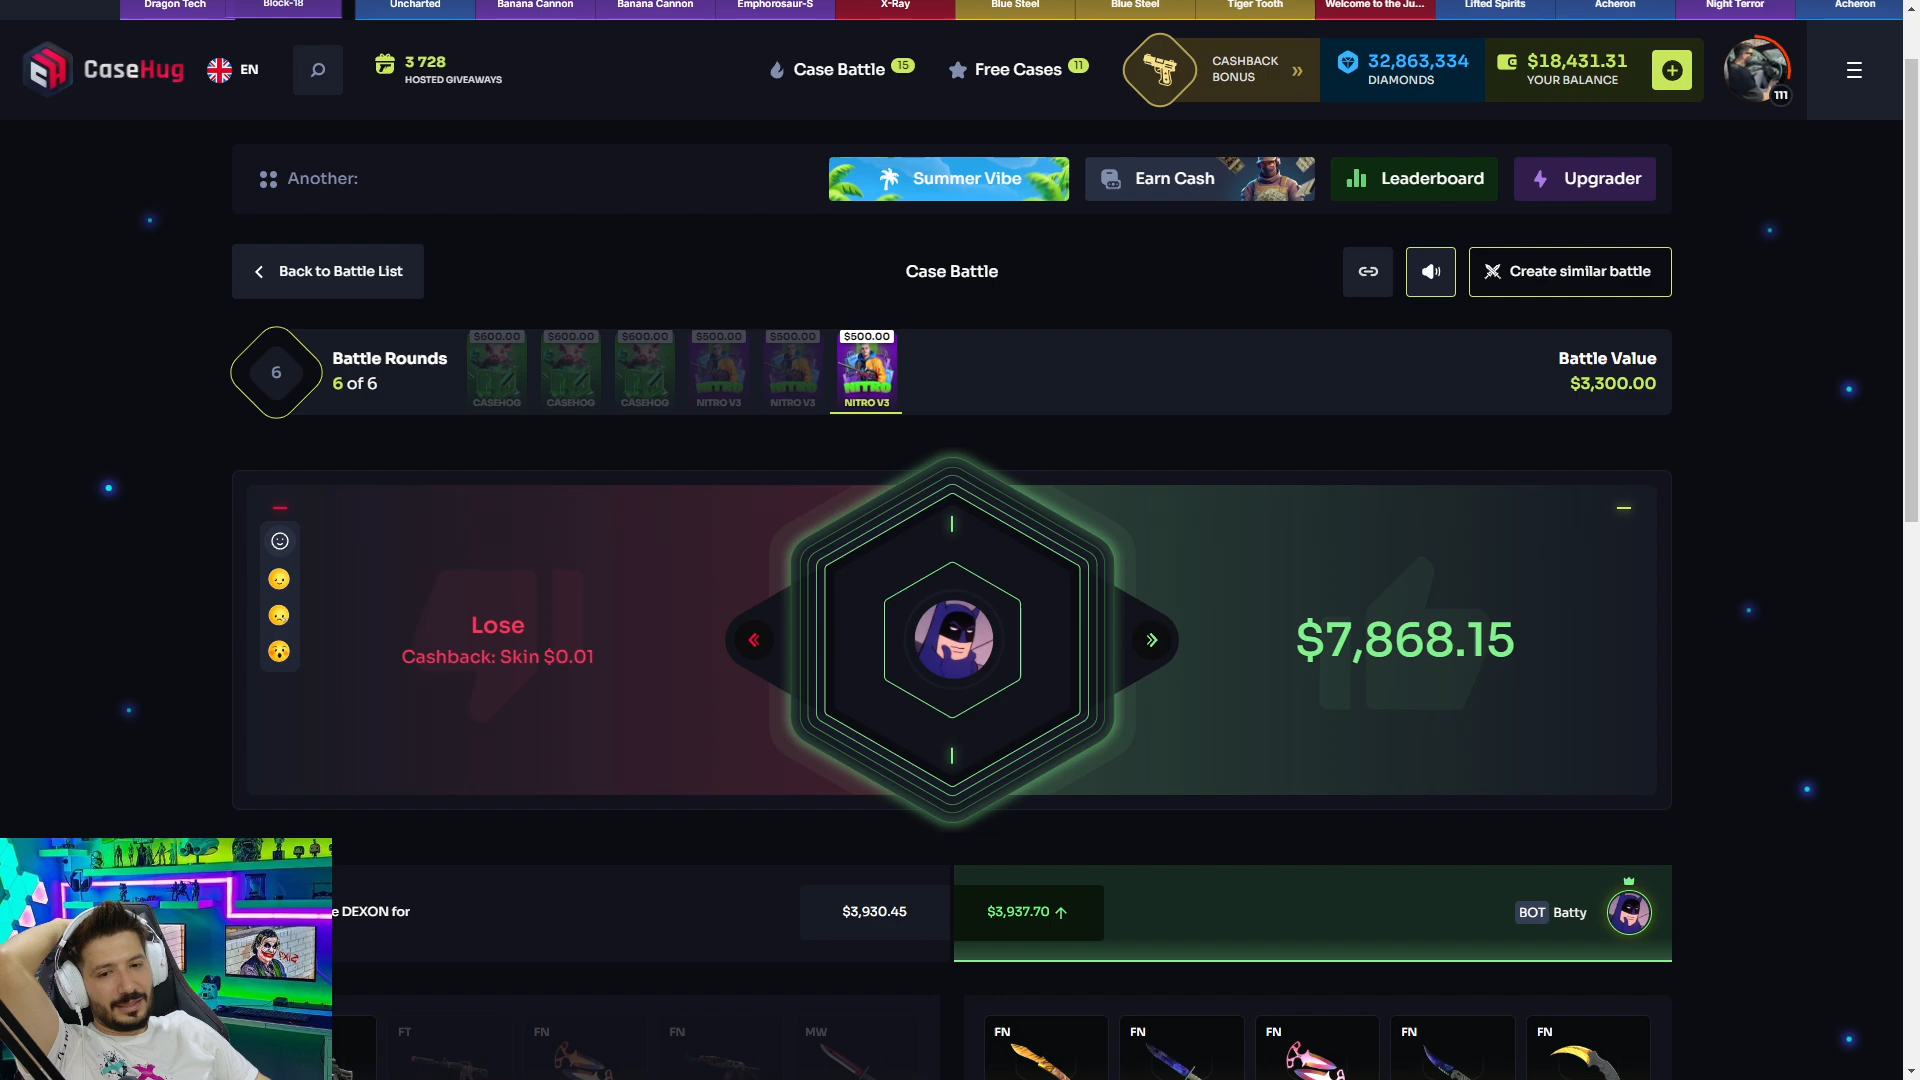 Dragon Tech
Block-18
Uncharted
Banana Cannon
Banana Cannon
Emphorosaur-S
X-Ray
Blue Steel
Blue Steel
Tiger Tooth
Welcome to the Ju...
Lifted Spirits
Acheron
Night Terror
Acheron
CaseHug
EN
3 728
HOSTED GIVEAWAYS
Case Battle 15
Free Cases 11
CASHBACK
BONUS
32,863,334
DIAMONDS
$18,431.31
YOUR BALANCE
111
Another:
Summer Vibe
Earn Cash
Leaderboard
Upgrader
Back to Battle List
Case Battle
Create similar battle
6
Battle Rounds
6 of 6
$600.00
$600.00
$600.00
$500.00
$500.00
$500.00
CASEHOG
CASEHOG
CASEHOG
NITRO V3
NITRO V3
NITRO
NITRO V3
Battle Value
$3,300.00
Lose
Cashback: Skin $0.01
$7,868.15
e DEXON for
$3,930.45
$3,937.70
BOT Batty
FT
FN
FN
MW
FN
FN
FN
FN
FN